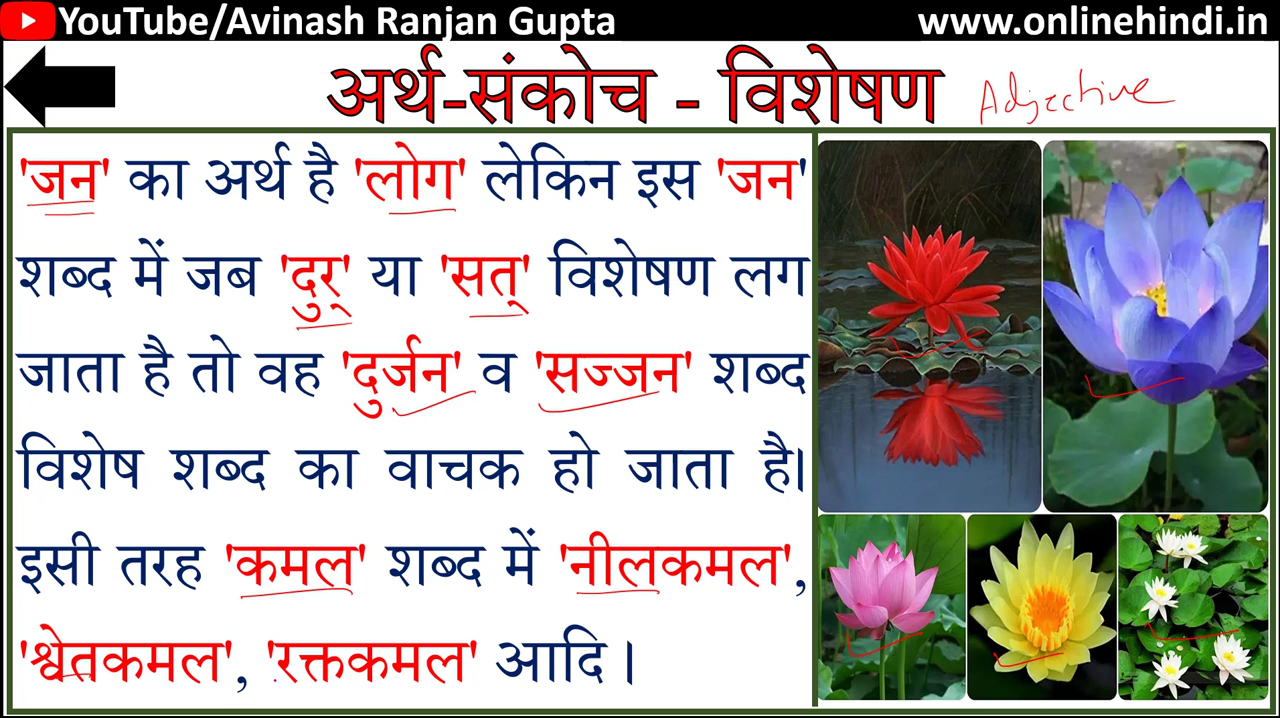 YouTube/Avinash Ranjan Gupta
www.onlinehindi.in
अर्थ-संकोच - विशेषण
Adjective
'जन' का अर्थ है 'लोग' लेकिन इस 'जन'
शब्द में जब 'दुर्' या 'सत्' विशेषण लग
जाता है तो वह 'दुर्जन' व 'सज्जन' शब्द
विशेष शब्द का वाचक हो जाता है।
इसी तरह 'कमल' शब्द में 'नीलकमल',
'श्वेतकमल', 'रक्तकमल' आदि ।